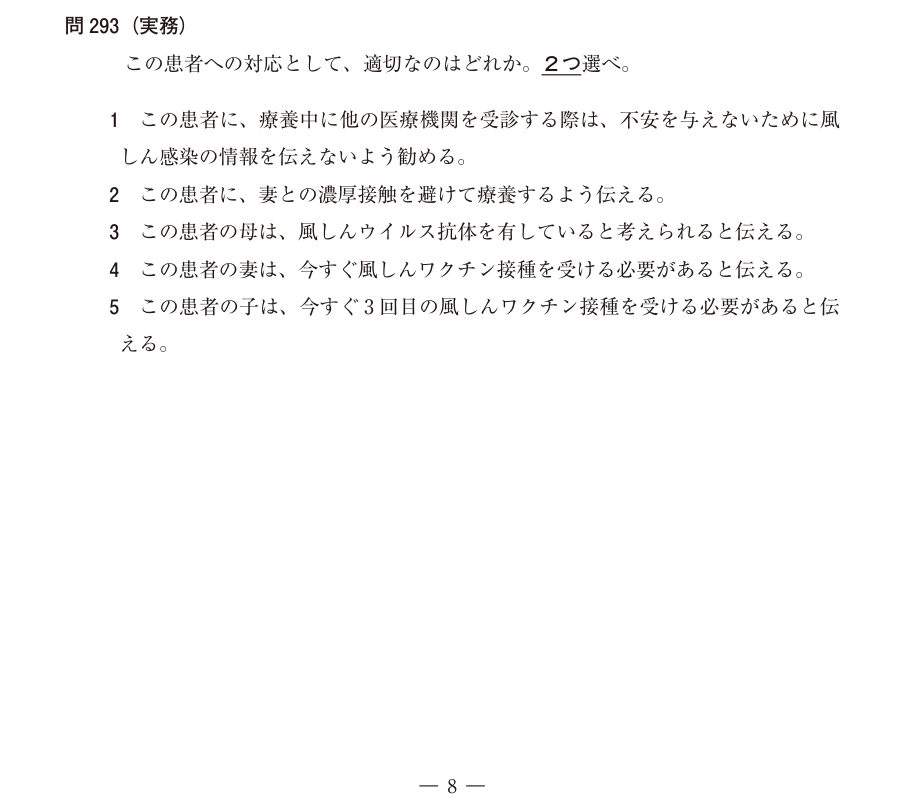 問 293（実務）
この患者への対応として、適切なのはどれか。２つ選べ。
1　この患者に、療養中に他の医療機関を受診する際は、不安を与えないために風
しん感染の情報を伝えないよう勧める。
2　この患者に、妻との濃厚接触を避けて療養するよう伝える。
3　この患者の母は、風しんウイルス抗体を有していると考えられると伝える。
4　この患者の妻は、今すぐ風しんワクチン接種を受ける必要があると伝える。
5　この患者の子は、今すぐ３回目の風しんワクチン接種を受ける必要があると伝
える。
― 8 ―